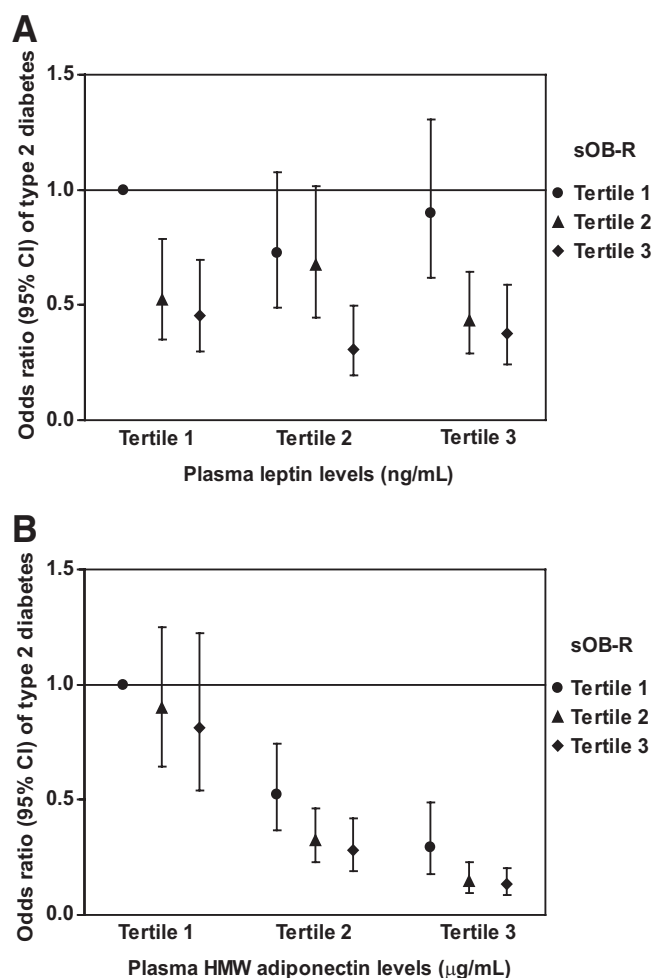 A
Odds ratio (95% CI) of type 2 diabetes
1.5
1.0
0.5
0.0
Tertile 1 Tertile 2 Tertile 3
Plasma leptin levels (ng/mL)
sOB-R
Tertile 1
Tertile 2
Tertile 3
B
Odds ratio (95% CI) of type 2 diabetes
1.5
1.0
0.5
0.0
Tertile 1 Tertile 2 Tertile 3
Plasma HMW adiponectin levels (μg/mL)
sOB-R
Tertile 1
Tertile 2
Tertile 3